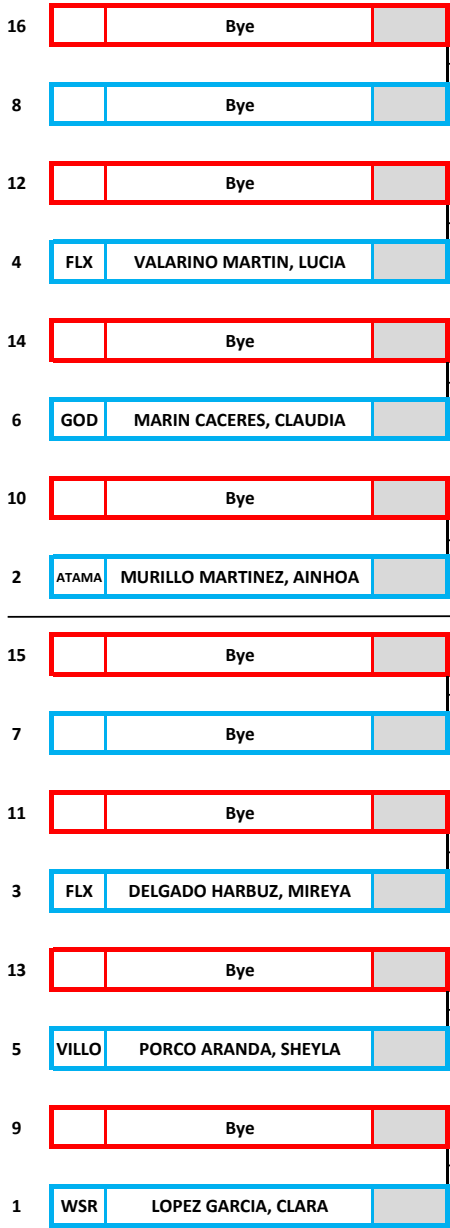 16 Bye
8 Bye
12 Bye
4 FLX VALARINO MARTIN, LUCIA
14 Bye
6 GOD MARIN CACERES, CLAUDIA
10 Bye
2 ATAMA MURILLO MARTINEZ, AINHOA
15 Bye
7 Bye
11 Bye
3 FLX DELGADO HARBUZ, MIREYA
13 Bye
5 VILLO PORCO ARANDA, SHEYLA
9 Bye
1 WSR LOPEZ GARCIA, CLARA